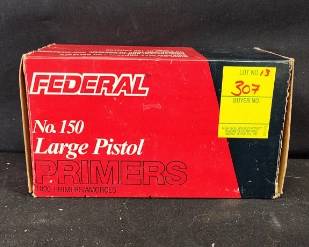 FEDERAL
No. 150
Large Pistol
PRIMERS
LOT NO. 13
307
BUYER NO.